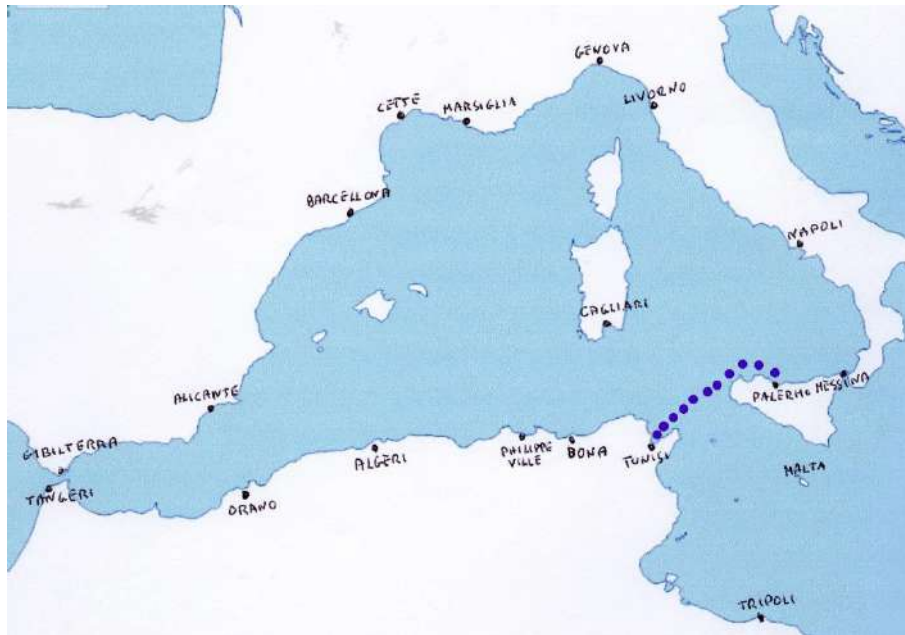 GENOVA
CETTE
MARSIGLIA
LIVORNO
BARCELLONA
NAPOLI
CAGLIARI
ALICANTE
PALERMO
MESSINA
GIBILTERRA
TANGERI
ORANO
ALGERI
PHILIPPE
VILLE
BONA
TUNISI
MALTA
TRIPOLI